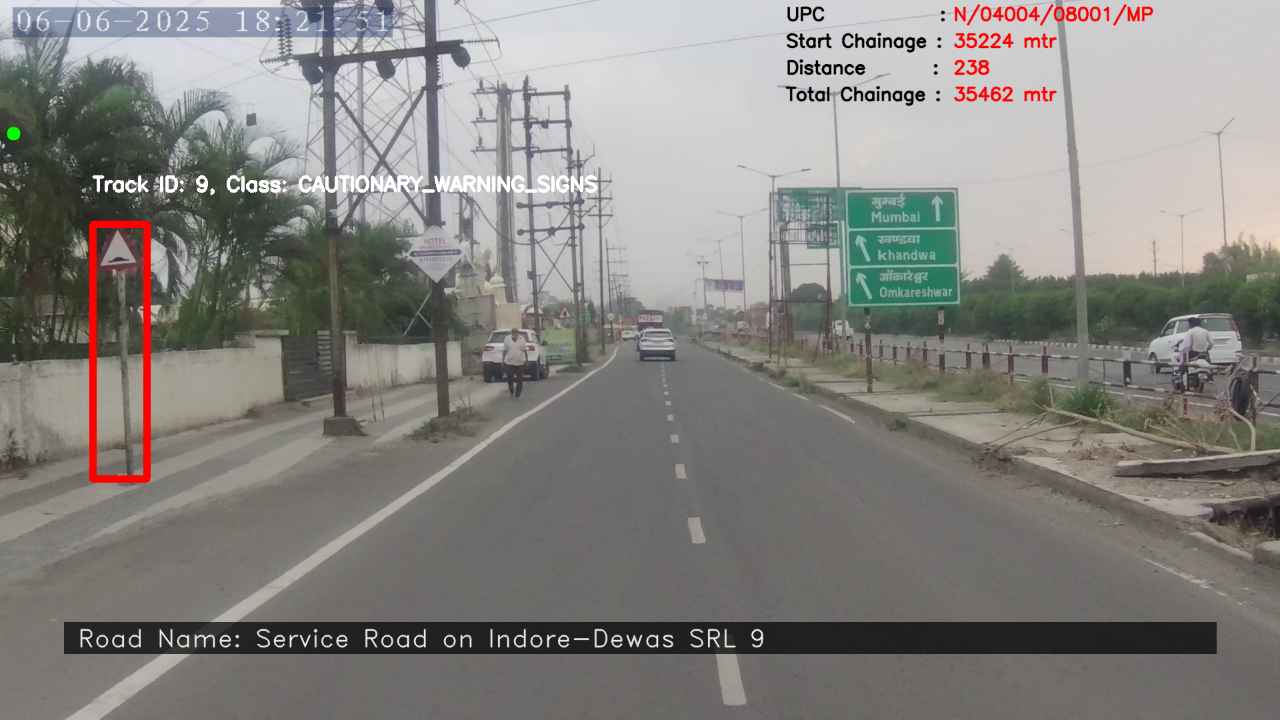 06-06-2025 18:21:51
UPC : N/04004/08001/MP
Start Chainage : 35224 mtr
Distance : 238
Total Chainage : 35462 mtr
Track ID: 9, Class: CAUTIONARY_WARNING_SIGNS
मुम्बई
Mumbai
खण्डवा
khandwa
ओंकारेश्वर
Omkareshwar
HOTEL
Road Name: Service Road on Indore-Dewas SRL 9